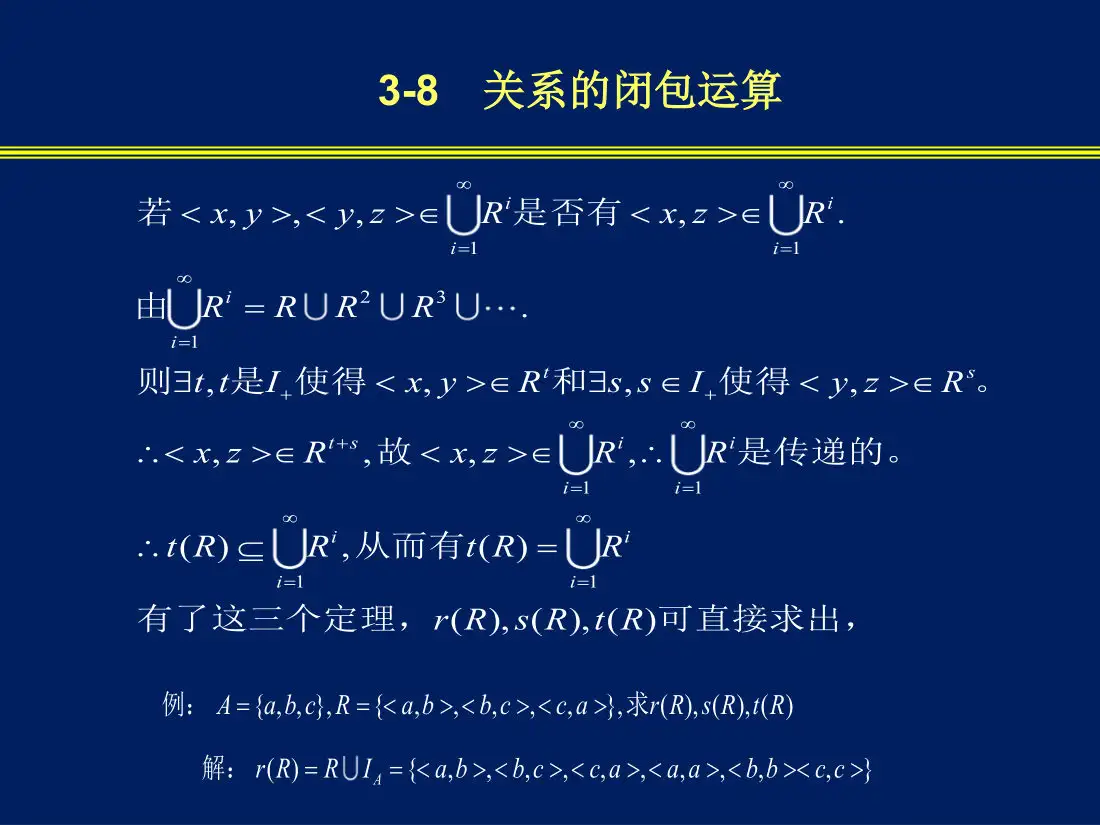 3-8 关系的闭包运算
若 < x, y >, < y, z >∈ ⋃_{i=1}^{∞} R^i 是否有 < x, z >∈ ⋃_{i=1}^{∞} R^i .
由 ⋃_{i=1}^{∞} R^i = R ⋃ R^2 ⋃ R^3 ⋃ ⋯.
则∃t, t是I_+ 使得 < x, y >∈ R^t 和∃s, s ∈ I_+ 使得 < y, z >∈ R^s。
∴< x, z >∈ R^{t+s}, 故 < x, z >∈ ⋃_{i=1}^{∞} R^i, ∴ ⋃_{i=1}^{∞} R^i 是传递的。
∴ t(R) ⊆ ⋃_{i=1}^{∞} R^i, 从而有t(R) = ⋃_{i=1}^{∞} R^i
有了这三个定理，r(R), s(R), t(R)可直接求出，
例： A = {a,b,c}, R = {< a,b >,< b,c >,< c,a >}, 求r(R), s(R), t(R)
解： r(R) = R ⋃ I_A = {< a,b >,< b,c >,< c,a >,< a,a >,< b,b >< c,c >}